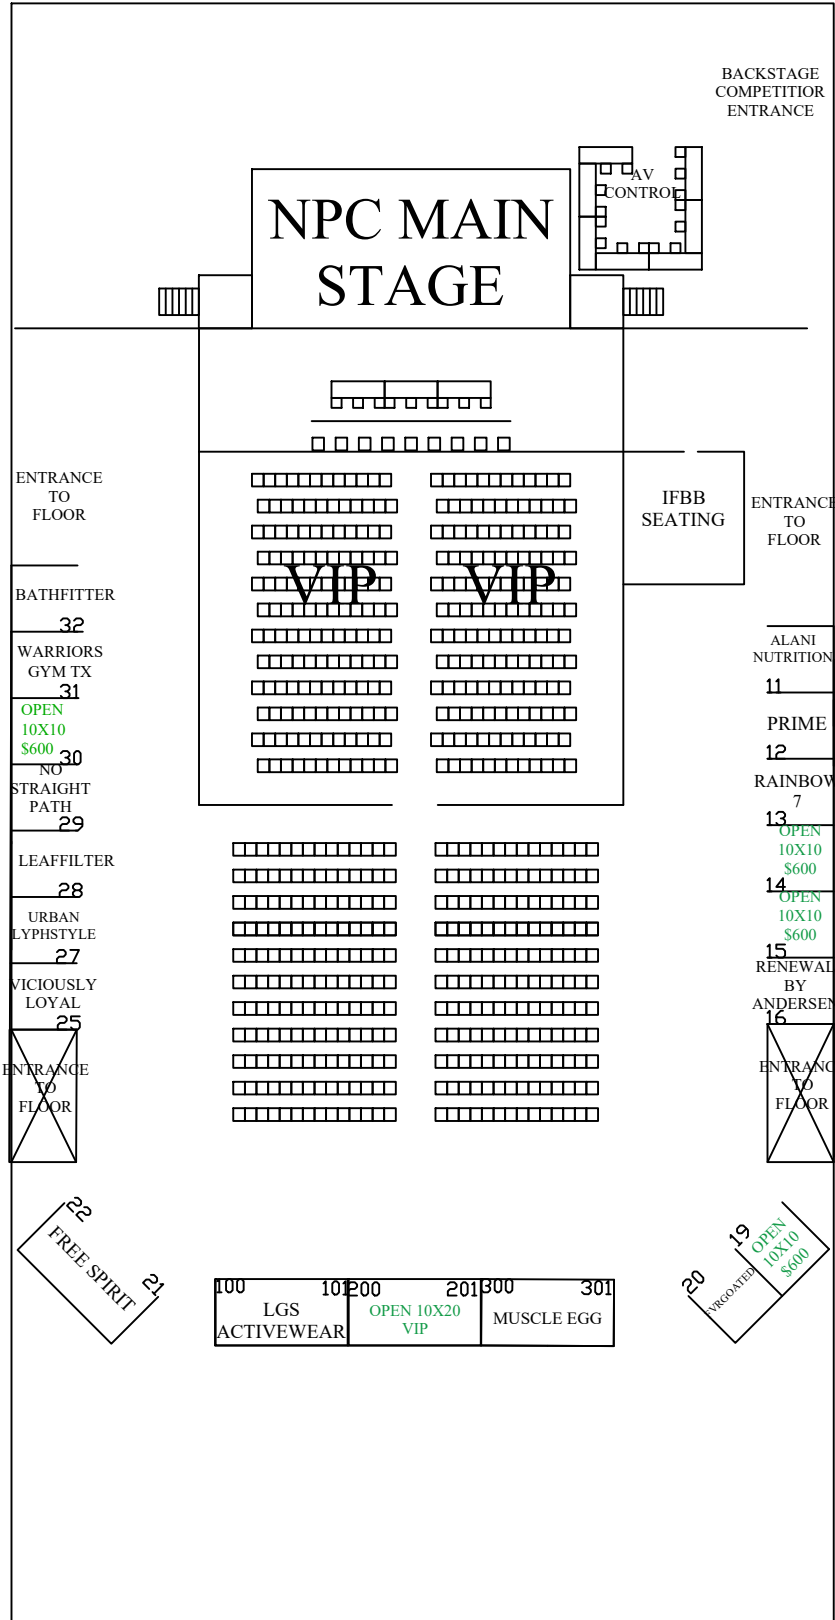 BACKSTAGE
COMPETITIOR
ENTRANCE
AV
CONTROL
NPC MAIN
STAGE
ENTRANCE
TO
FLOOR
IFBB
SEATING
ENTRANCE
TO
FLOOR
VIP
VIP
BATHFITTER
32
WARRIORS
GYM TX
31
OPEN
10X10
$600
30
NO
STRAIGHT
PATH
29
LEAFFILTER
28
URBAN
LYPHSTYLE
27
VICIOUSLY
LOYAL
25
ENTRANCE
TO
FLOOR
ALANI
NUTRITION
11
PRIME
12
RAINBOW
7
13
OPEN
10X10
$600
14
OPEN
10X10
$600
15
RENEWAL
BY
ANDERSEN
16
ENTRANC
TO
FLOOR
22
FREE SPIRIT
21
100
101
LGS
ACTIVEWEAR
200
201
OPEN 10X20
VIP
300
301
MUSCLE EGG
20
FVRGOATED
19
OPEN
10X10
$600